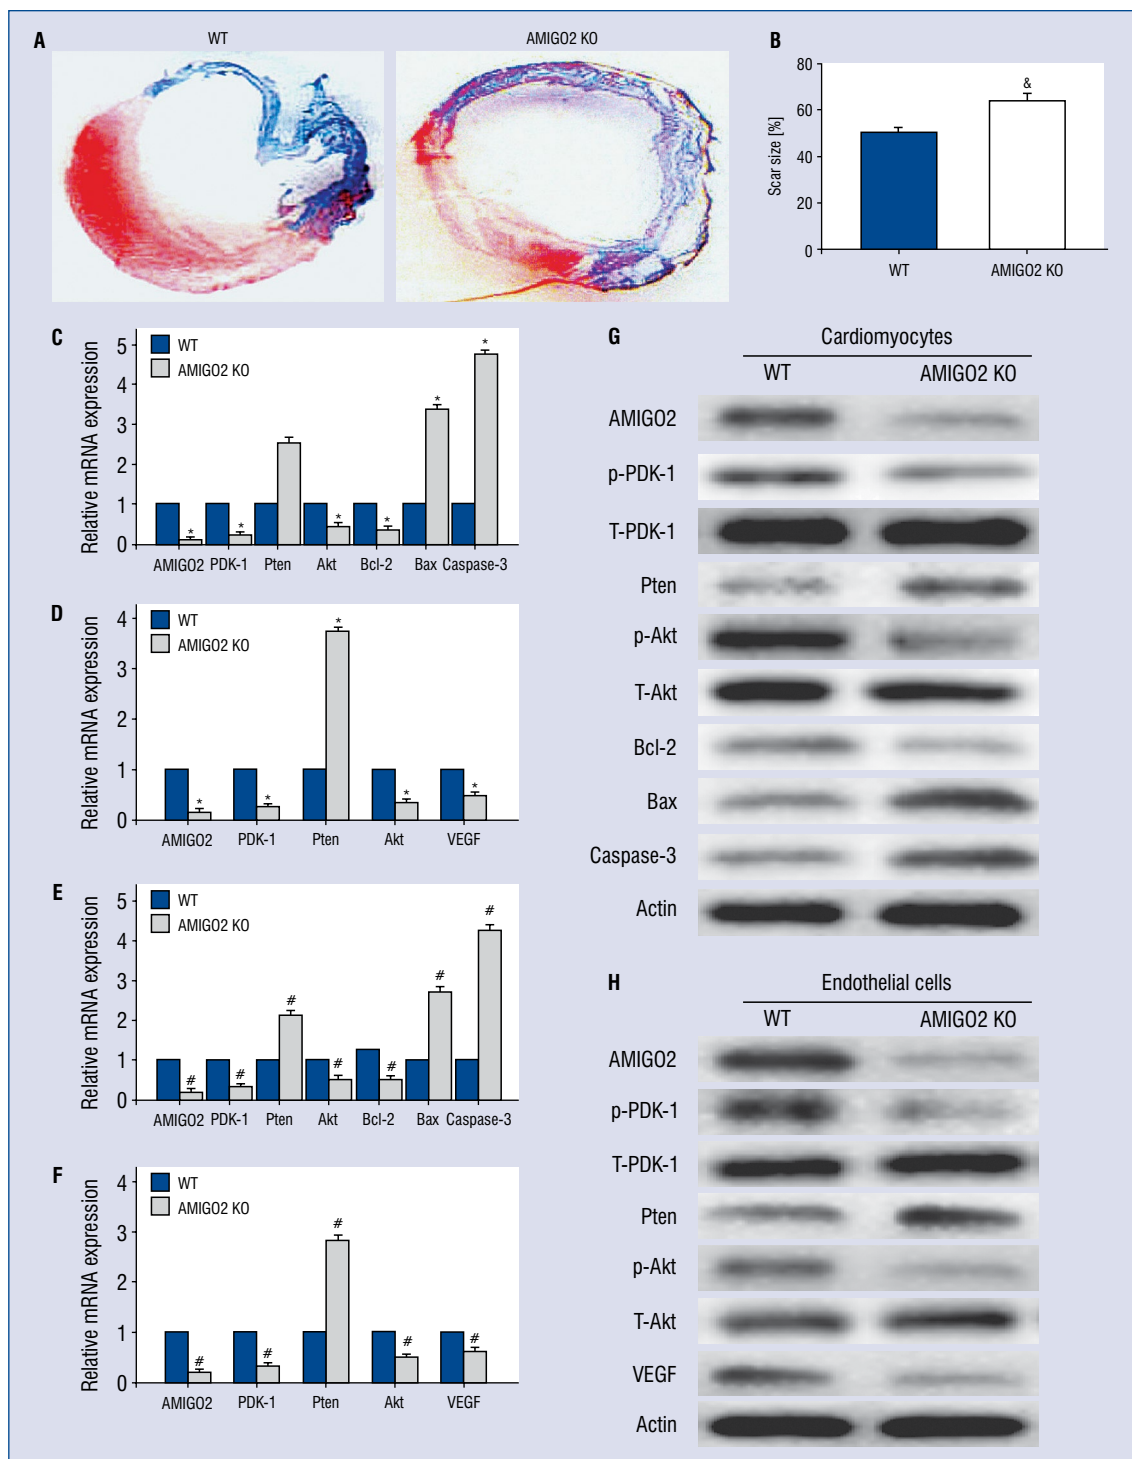 A
WT
AMIGO2 KO
B
Scar size [%]
80
60
40
20
0
&
WT
AMIGO2 KO
C
Relative mRNA expression
5
4
3
2
1
0
WT
AMIGO2 KO
* * * * * *
AMIGO2 PDK-1 Pten Akt Bcl-2 Bax Caspase-3
D
Relative mRNA expression
4
3
2
1
0
WT
AMIGO2 KO
* * * * *
AMIGO2 PDK-1 Pten Akt VEGF
E
Relative mRNA expression
5
4
3
2
1
0
WT
AMIGO2 KO
# # # # # # #
AMIGO2 PDK-1 Pten Akt Bcl-2 Bax Caspase-3
F
Relative mRNA expression
4
3
2
1
0
WT
AMIGO2 KO
# # # # #
AMIGO2 PDK-1 Pten Akt VEGF
G
Cardiomyocytes
WT AMIGO2 KO
AMIGO2
p-PDK-1
T-PDK-1
Pten
p-Akt
T-Akt
Bcl-2
Bax
Caspase-3
Actin
H
Endothelial cells
WT AMIGO2 KO
AMIGO2
p-PDK-1
T-PDK-1
Pten
p-Akt
T-Akt
VEGF
Actin